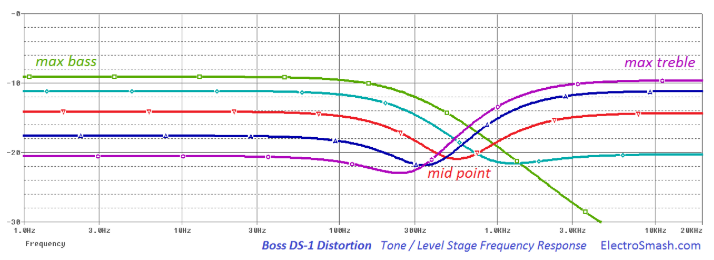 -0
max bass
max treble
-10
-20
mid point
-30
1.0Hz 3.0Hz 10Hz 30Hz 100Hz 300Hz 1.0KHz 3.0KHz 10KHz 20KHz
Frequency
Boss DS-1 Distortion Tone / Level Stage Frequency Response ElectroSmash.com